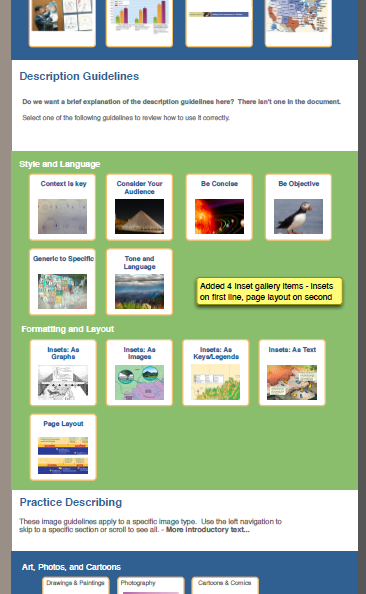 Description Guidelines
Do we want a brief explanation of the description guidelines here? There isn't one in the document.
Select one of the following guidelines to review how to use it correctly.
Style and Language
Context is key
Consider Your
Audience
Be Concise
Be Objective
Generic to Specific
Tone and
Language
Added 4 inset gallery items - insets
on first line, page layout on second
Formatting and Layout
Insets: As
Graphs
Insets: As
Images
Insets: As
Keys/Legends
Insets: As Text
Page Layout
Practice Describing
These image guidelines apply to a specific image type. Use the left navigation to
skip to a specific section or scroll to see all. - More introductory text...
Art, Photos, and Cartoons
Drawings & Paintings
Photography
Cartoons & Comics